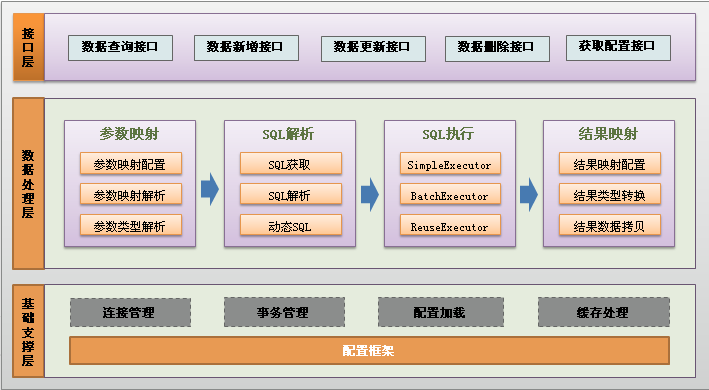 接口层
数据查询接口
数据新增接口
数据更新接口
数据删除接口
获取配置接口
数据处理层
参数映射
参数映射配置
参数映射解析
参数类型解析
SQL解析
SQL获取
SQL解析
动态SQL
SQL执行
SimpleExecutor
BatchExecutor
ReuseExecutor
结果映射
结果映射配置
结果类型转换
结果数据拷贝
基础支撑层
连接管理
事务管理
配置加载
缓存处理
配置框架